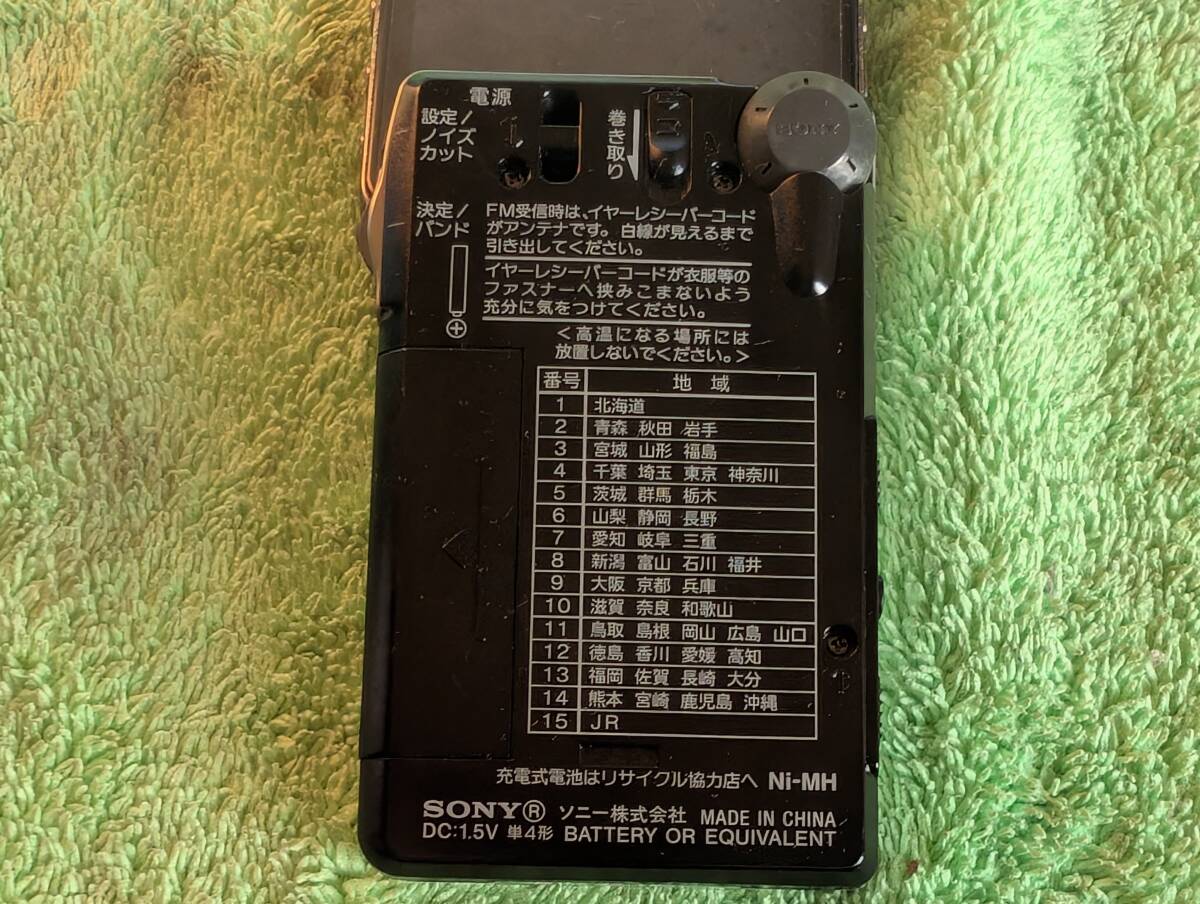 電源
設定/
ノイズ
カット
巻き取り
SONY
決定/
バンド
FM受信時は、イヤーレシーバーコード
がアンテナです。白線が見えるまで
引き出してください。
イヤーレシーバーコードが衣服等の
ファスナーへ挟みこまないよう
充分に気をつけてください。
<高温になる場所には
放置しないでください。>
番号 地域
1 北海道
2 青森 秋田 岩手
3 宮城 山形 福島
4 千葉 埼玉 東京 神奈川
5 茨城 群馬 栃木
6 山梨 静岡 長野
7 愛知 岐阜 三重
8 新潟 富山 石川 福井
9 大阪 京都 兵庫
10 滋賀 奈良 和歌山
11 鳥取 島根 岡山 広島 山口
12 徳島 香川 愛媛 高知
13 福岡 佐賀 長崎 大分
14 熊本 宮崎 鹿児島 沖縄
15 JR
充電式電池はリサイクル協力店へ Ni-MH
SONY® ソニー株式会社 MADE IN CHINA
DC:1.5V 単4形 BATTERY OR EQUIVALENT